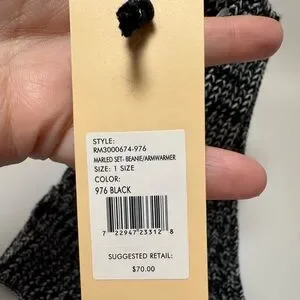 STYLE:
RM3000674-976
MARLED SET- BEANIE/ARMWARMER
SIZE: 1 SIZE
COLOR:
976 BLACK
7 22947 23312 8
SUGGESTED RETAIL:
$70.00